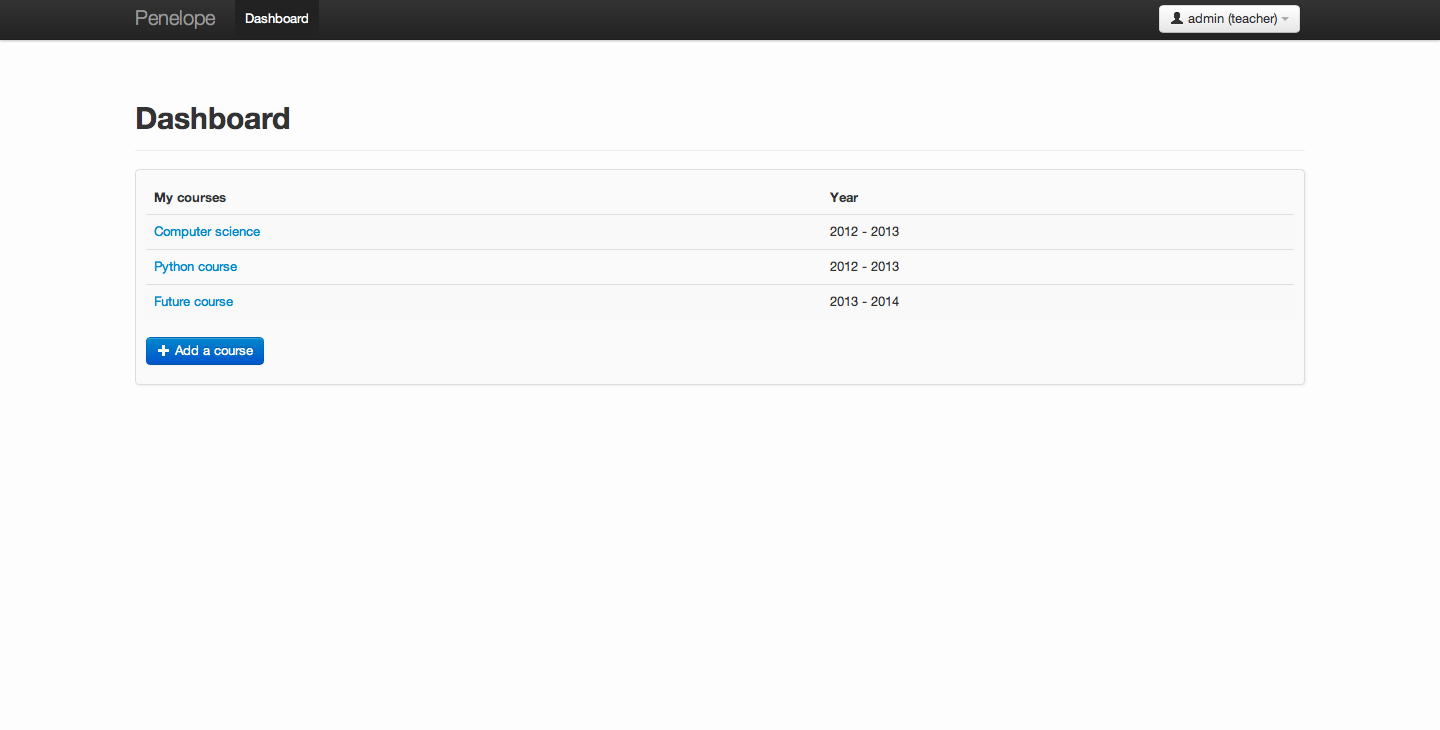 Penelope Dashboard admin (teacher)
Dashboard
My courses Year
Computer science 2012 - 2013
Python course 2012 - 2013
Future course 2013 - 2014
Add a course